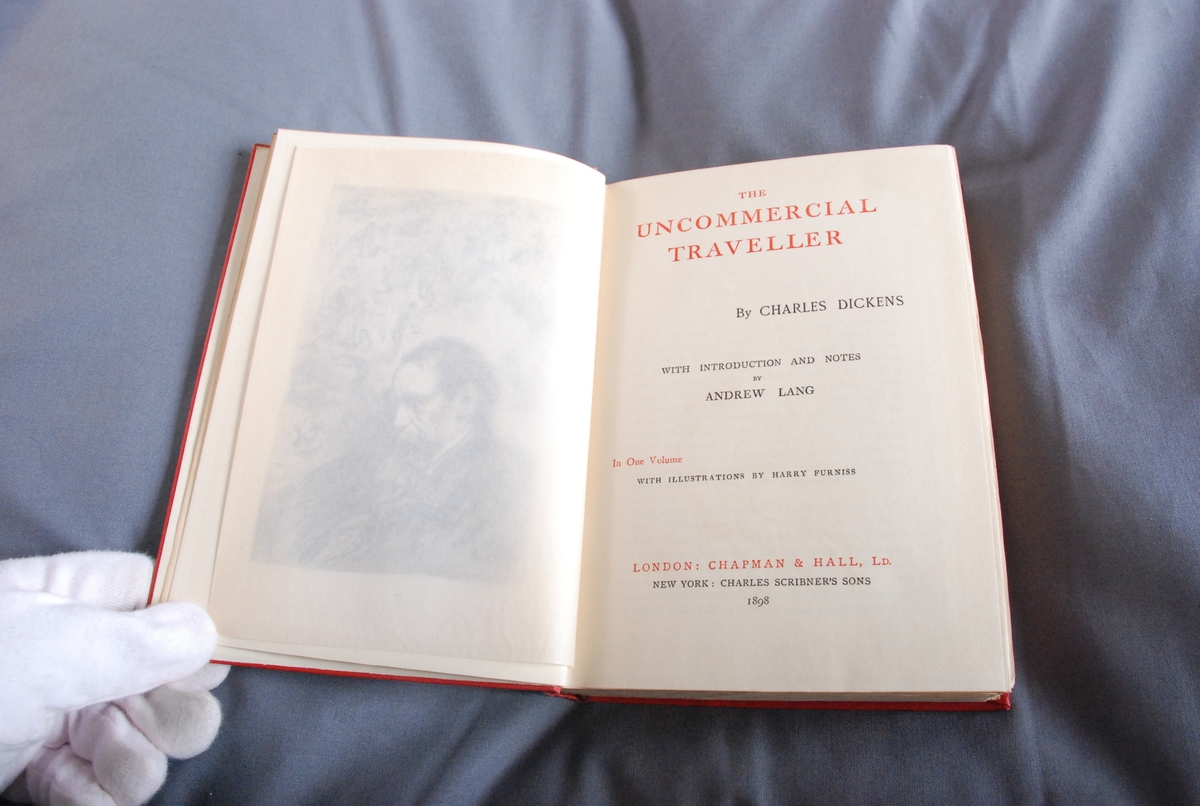 THE
UNCOMMERCIAL
TRAVELLER
By CHARLES DICKENS
WITH INTRODUCTION AND NOTES
BY
ANDREW LANG
In One Volume
WITH ILLUSTRATIONS BY HARRY FURNISS
LONDON: CHAPMAN & HALL, LD.
NEW YORK: CHARLES SCRIBNER'S SONS
1898